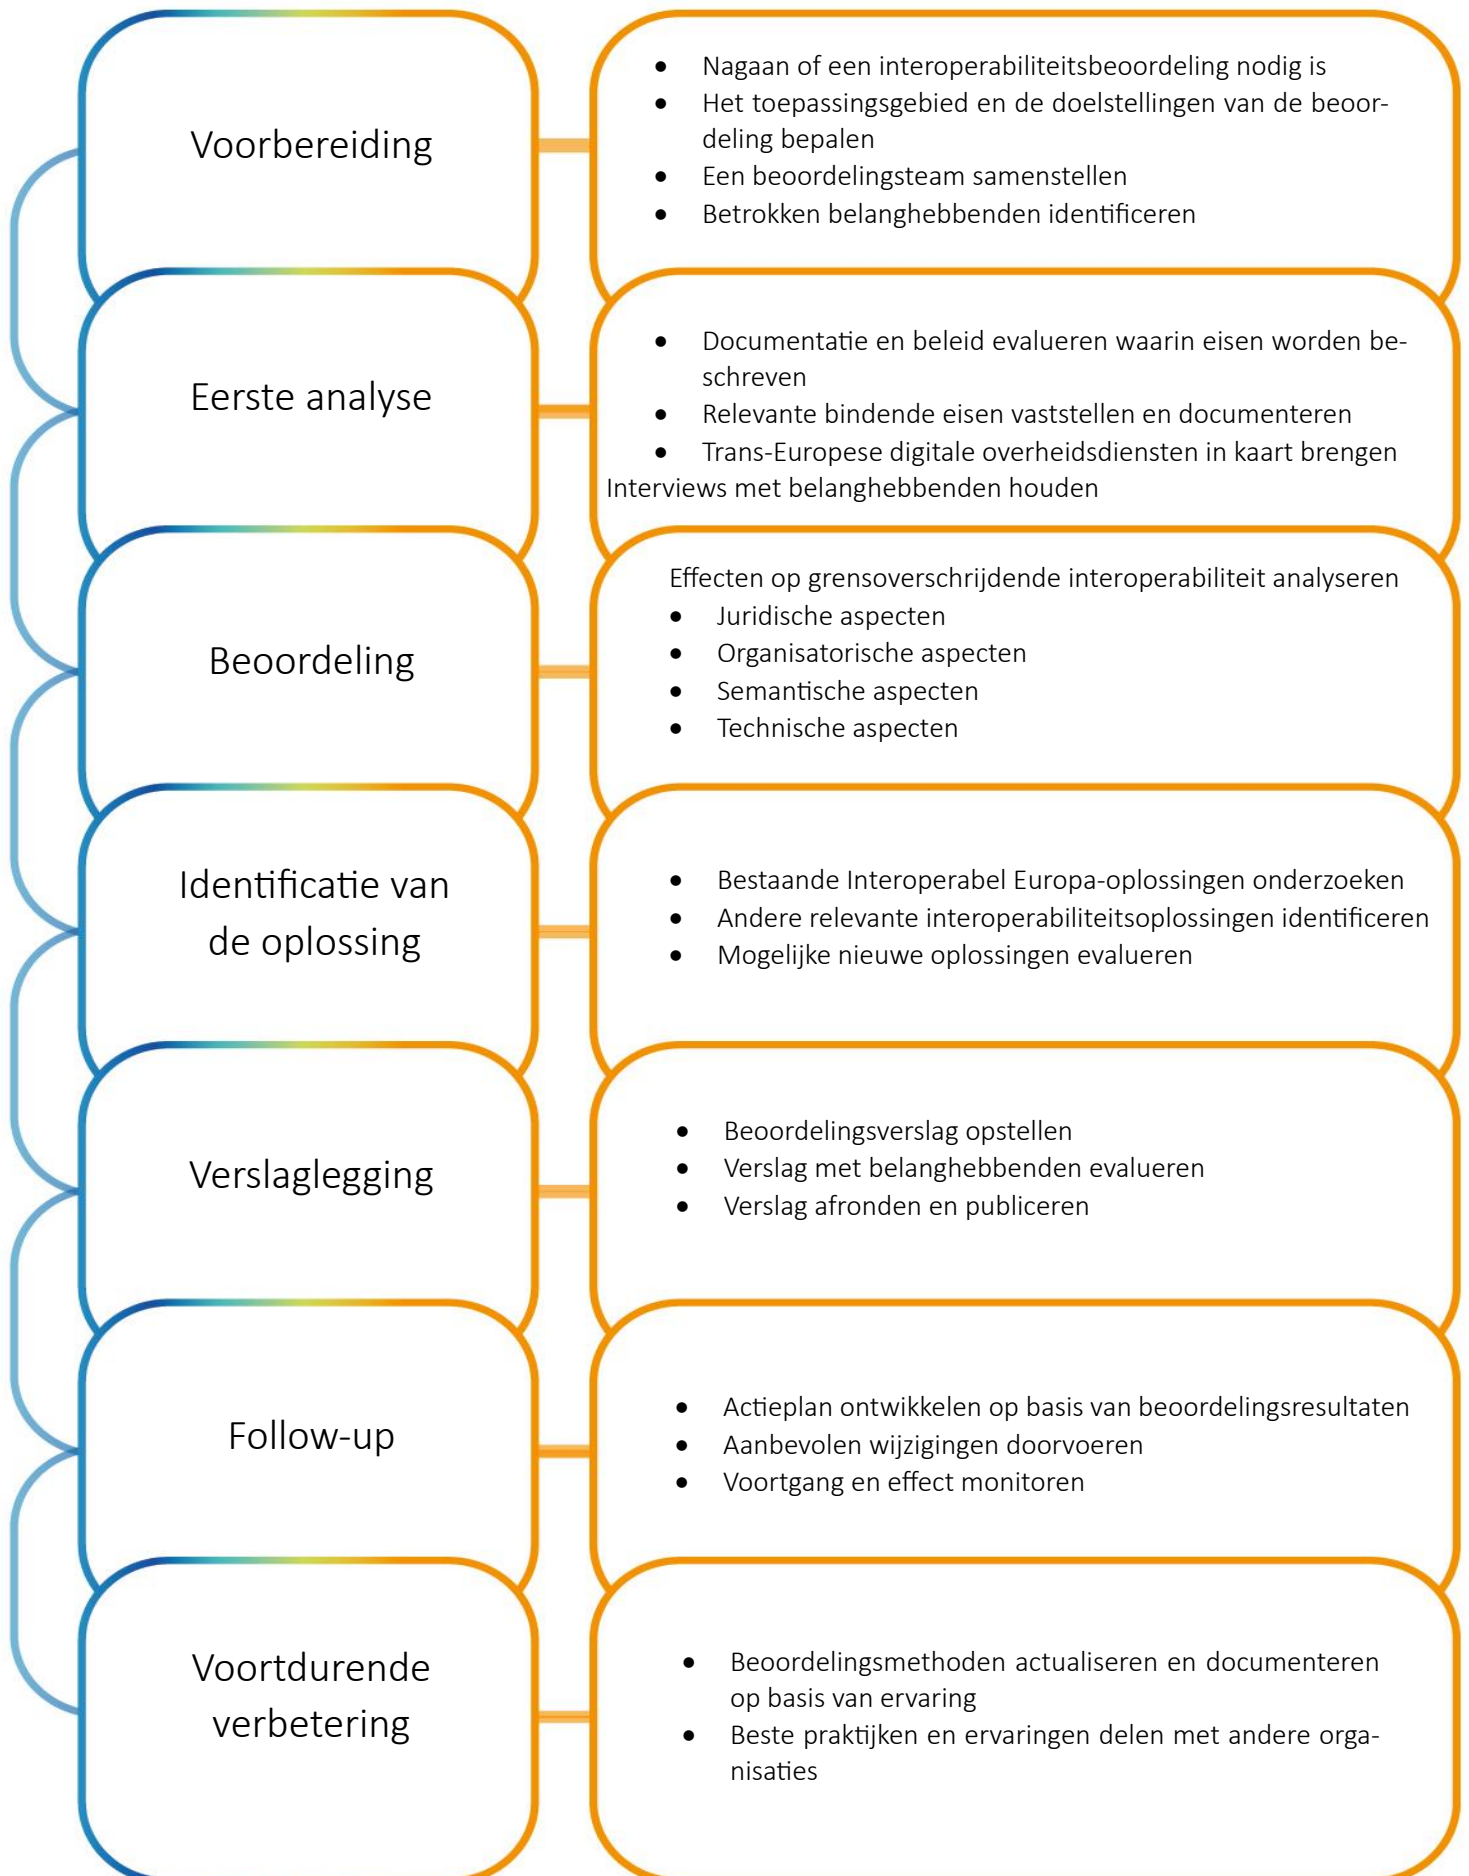 Voorbereiding
• Nagaan of een interoperabiliteitsbeoordeling nodig is
• Het toepassingsgebied en de doelstellingen van de beoor-
deling bepalen
• Een beoordelingsteam samenstellen
• Betrokken belanghebbenden identificeren
Eerste analyse
• Documentatie en beleid evalueren waarin eisen worden be-
schreven
• Relevante bindende eisen vaststellen en documenteren
• Trans-Europese digitale overheidsdiensten in kaart brengen
Interviews met belanghebbenden houden
Beoordeling
Effecten op grensoverschrijdende interoperabiliteit analyseren
• Juridische aspecten
• Organisatorische aspecten
• Semantische aspecten
• Technische aspecten
Identificatie van
de oplossing
• Bestaande Interoperabel Europa-oplossingen onderzoeken
• Andere relevante interoperabiliteitsoplossingen identificeren
• Mogelijke nieuwe oplossingen evalueren
Verslaglegging
• Beoordelingsverslag opstellen
• Verslag met belanghebbenden evalueren
• Verslag afronden en publiceren
Follow-up
• Actieplan ontwikkelen op basis van beoordelingsresultaten
• Aanbevolen wijzigingen doorvoeren
• Voortgang en effect monitoren
Voortdurende
verbetering
• Beoordelingsmethoden actualiseren en documenteren
op basis van ervaring
• Beste praktijken en ervaringen delen met andere orga-
nisaties